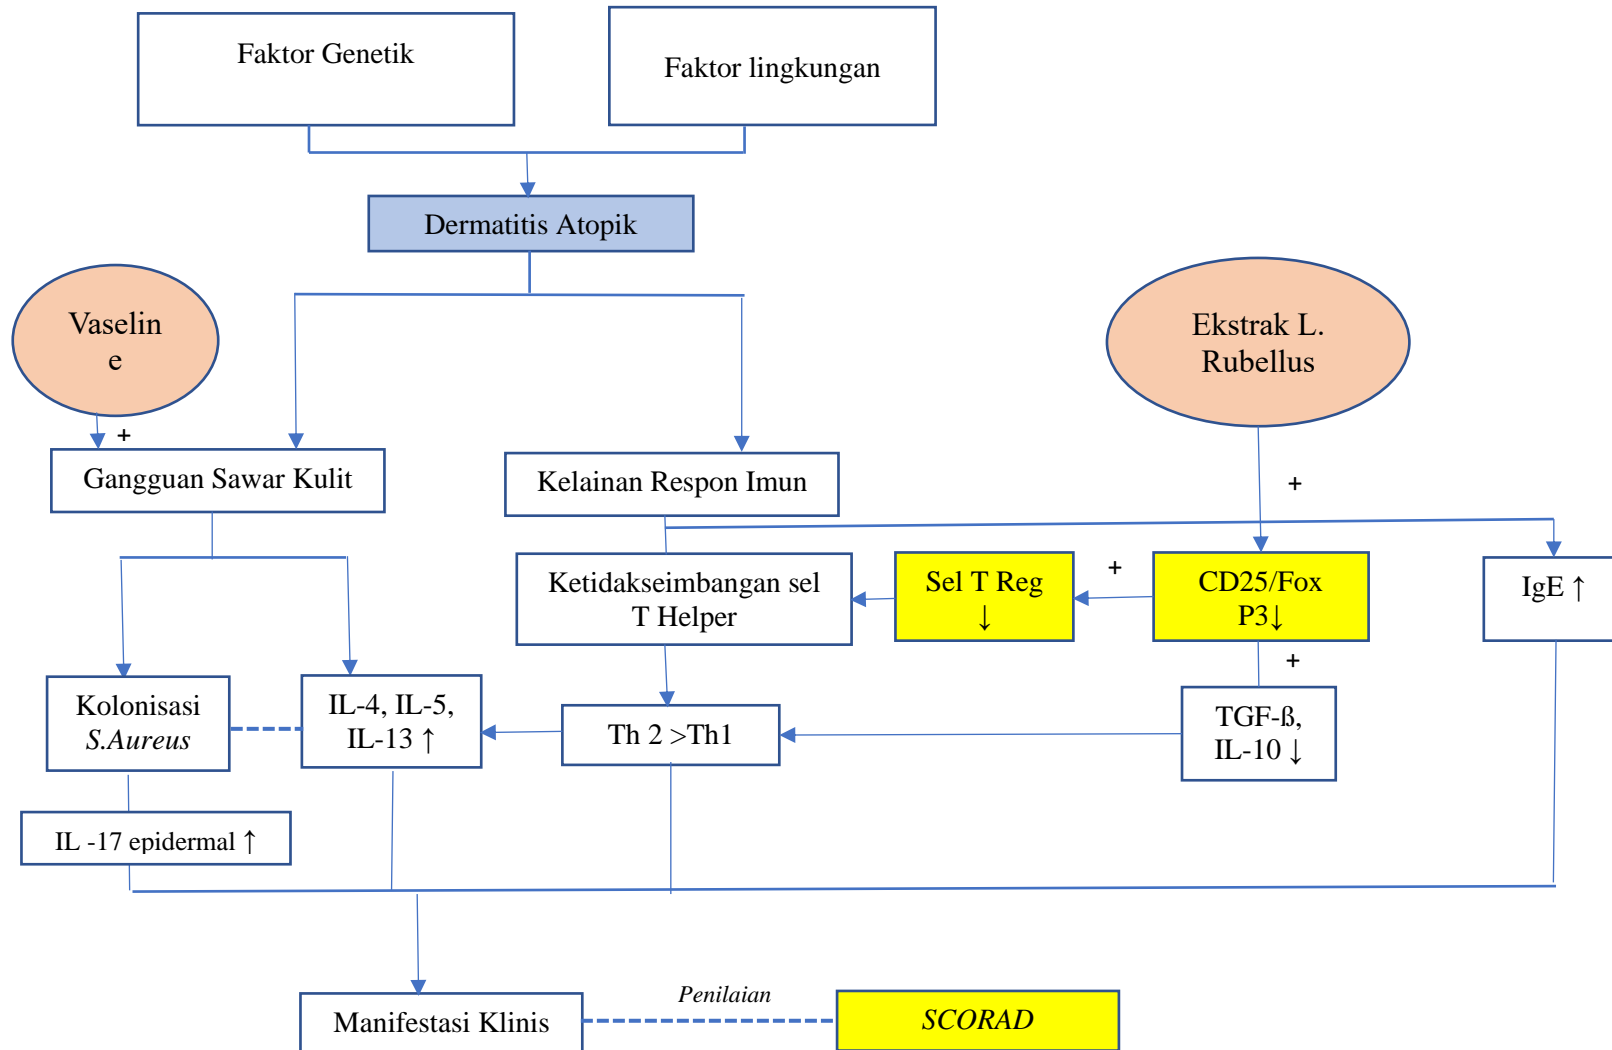 Faktor Genetik
Faktor lingkungan
Dermatitis Atopik
Vaselin
e
Ekstrak L.
Rubellus
+
Gangguan Sawar Kulit
Kelainan Respon Imun
+
Ketidakseimbangan sel
T Helper
Sel T Reg
↓
+
CD25/Fox
P3↓
IgE ↑
+
Kolonisasi
S.Aureus
IL-4, IL-5,
IL-13 ↑
Th 2 >Th1
TGF-ß,
IL-10 ↓
IL -17 epidermal ↑
Manifestasi Klinis
Penilaian
SCORAD